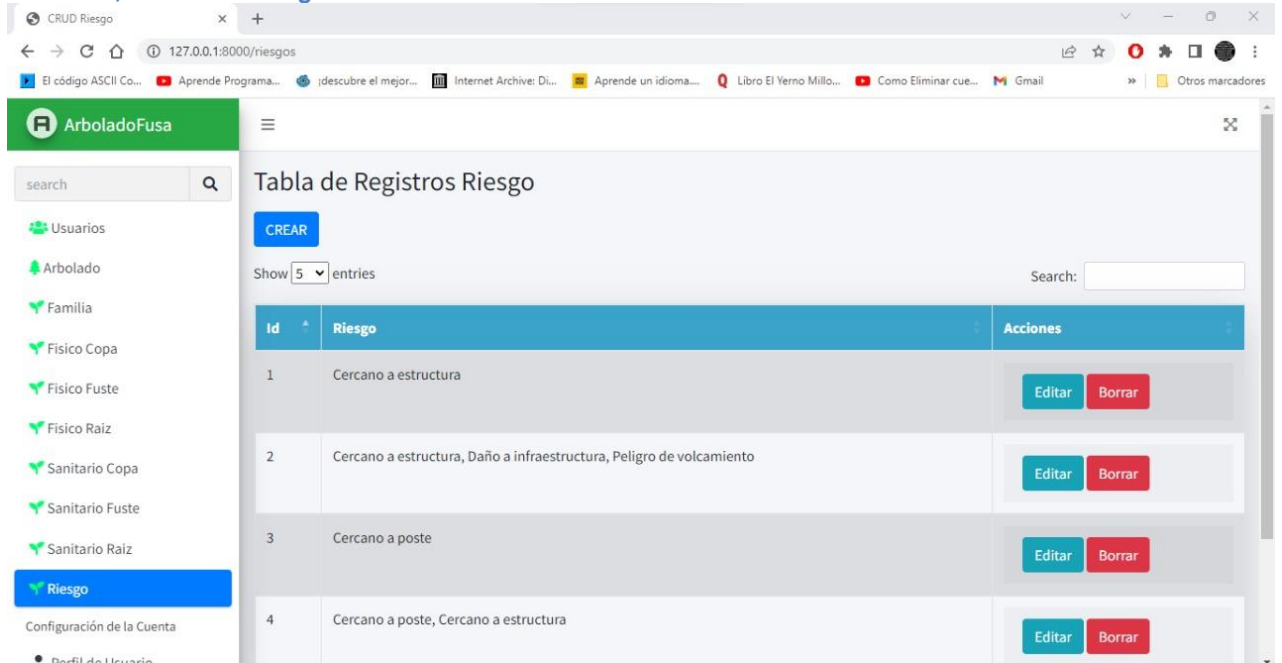 CRUD Riesgo
127.0.0.1:8000/riesgos
El código ASCII Co... Aprende Programa... ¡descubre el mejor... Internet Archive: Di... Aprende un idioma.... Libro El Yerno Millo... Como Eliminar cue... Gmail » Otros marcadores
ArboladoFusa
search
Usuarios
Arbolado
Familia
Fisico Copa
Fisico Fuste
Fisico Raiz
Sanitario Copa
Sanitario Fuste
Sanitario Raiz
Riesgo
Configuración de la Cuenta
Perfil de Usuario
Tabla de Registros Riesgo
CREAR
Show 5 entries
Search:
Id Riesgo Acciones
1 Cercano a estructura Editar Borrar
2 Cercano a estructura, Daño a infraestructura, Peligro de volcamiento Editar Borrar
3 Cercano a poste Editar Borrar
4 Cercano a poste, Cercano a estructura Editar Borrar